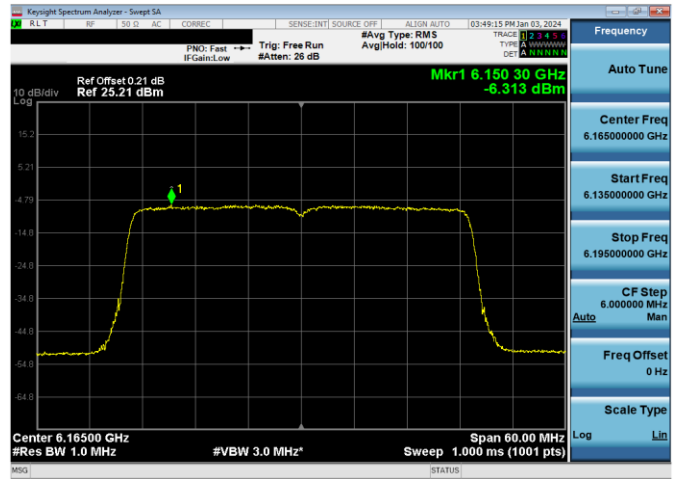 Keysight Spectrum Analyzer - Swept SA
RLT RF 50 Ω AC CORREC SENSE:INT SOURCE OFF ALIGN AUTO 03:49:15 PM Jan 03, 2024
#Avg Type: RMS TRACE 1 2 3 4 5 6
PNO: Fast Trig: Free Run Avg|Hold: 100/100 TYPE A WWWWW
IFGain:Low #Atten: 26 dB DET A NNNNN
Mkr1 6.150 30 GHz
Ref Offset 0.21 dB
-6.313 dBm
10 dB/div Ref 25.21 dBm
Log
15.2
5.21
1
-4.79
-14.8
-24.8
-34.8
-44.8
-54.8
-64.8
Center 6.16500 GHz Span 60.00 MHz
#Res BW 1.0 MHz #VBW 3.0 MHz* Sweep 1.000 ms (1001 pts)
MSG STATUS
Frequency
Auto Tune
Center Freq
6.165000000 GHz
Start Freq
6.135000000 GHz
Stop Freq
6.195000000 GHz
CF Step
6.000000 MHz
Auto Man
Freq Offset
0 Hz
Scale Type
Log Lin